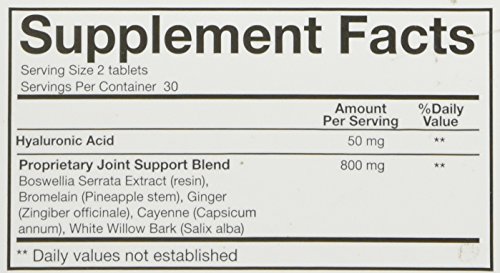 Supplement Facts
Serving Size 2 tablets
Servings Per Container 30
Amount Per Serving
%Daily Value
Hyaluronic Acid 50 mg **
Proprietary Joint Support Blend 800 mg **
Boswellia Serrata Extract (resin),
Bromelain (Pineapple stem), Ginger
(Zingiber officinale), Cayenne (Capsicum
annum), White Willow Bark (Salix alba)
** Daily values not established